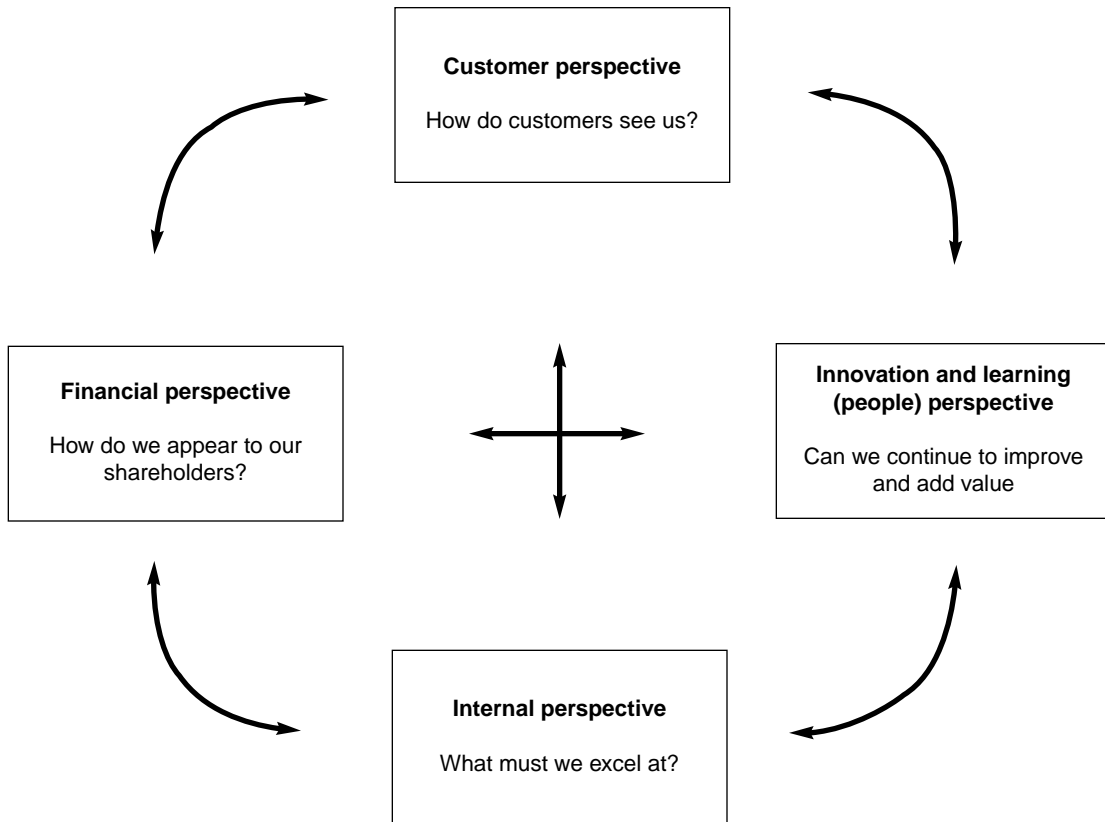 Customer perspective
How do customers see us?
Financial perspective
How do we appear to our
shareholders?
Innovation and learning
(people) perspective
Can we continue to improve
and add value
Internal perspective
What must we excel at?